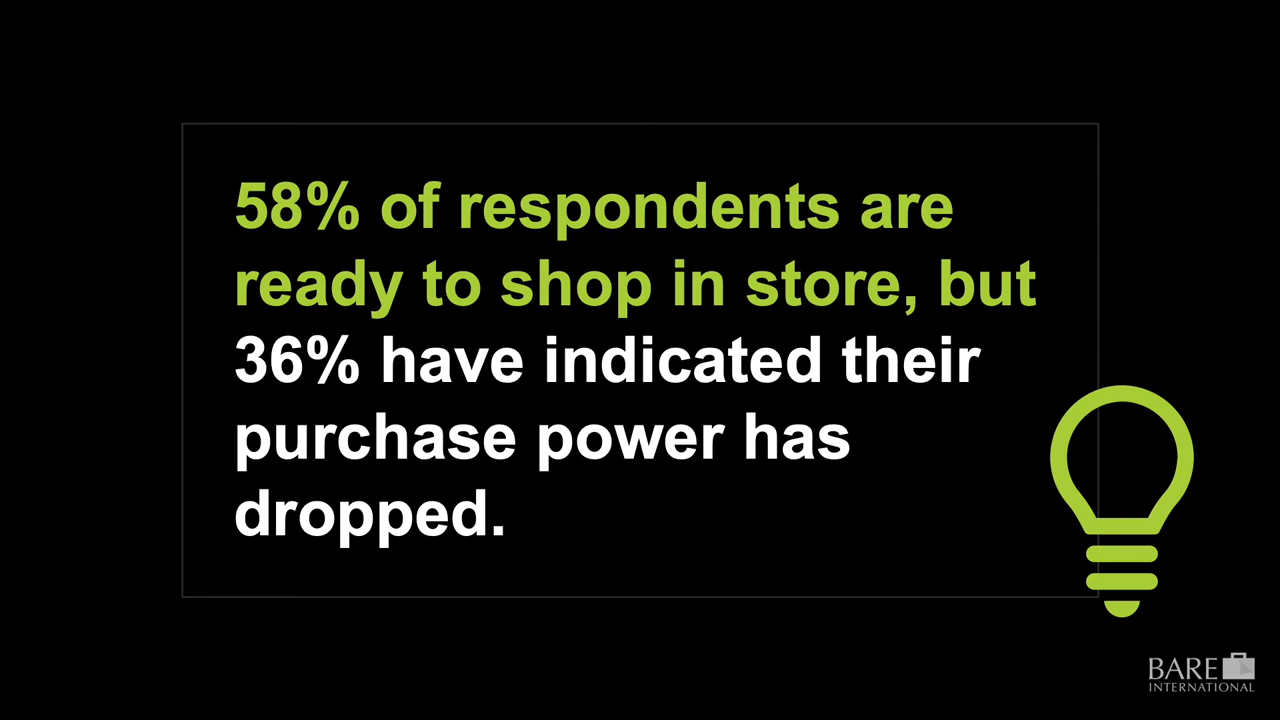 58% of respondents are
ready to shop in store, but
36% have indicated their
purchase power has
dropped.
BARE
INTERNATIONAL